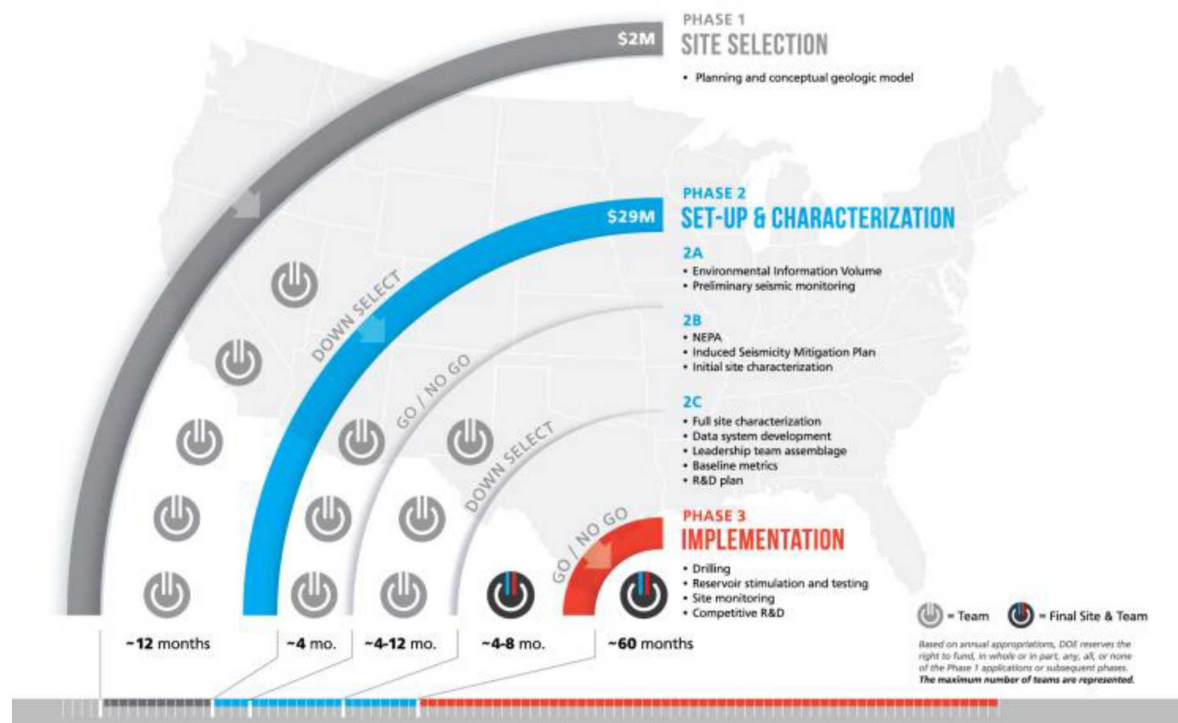 PHASE 1
$2M
SITE SELECTION
• Planning and conceptual geologic model
PHASE 2
$29M
SET-UP & CHARACTERIZATION
2A
• Environmental Information Volume
• Preliminary seismic monitoring
DOWN SELECT
2B
• NEPA
• Induced Seismicity Mitigation Plan
• Initial site characterization
GO / NO GO
2C
• Full site characterization
• Data system development
• Leadership team assemblage
• Baseline metrics
• R&D plan
DOWN SELECT
PHASE 3
IMPLEMENTATION
• Drilling
• Reservoir stimulation and testing
• Site monitoring
• Competitive R&D
GO / NO GO
= Team
= Final Site & Team
~12 months
~4 mo.
~4-12 mo.
~4-8 mo.
~60 months
Based on annual appropriations, DOE reserves the
right to fund, in whole or in part, any, all, or none
of the Phase 1 applications or subsequent phases.
The maximum number of teams are represented.